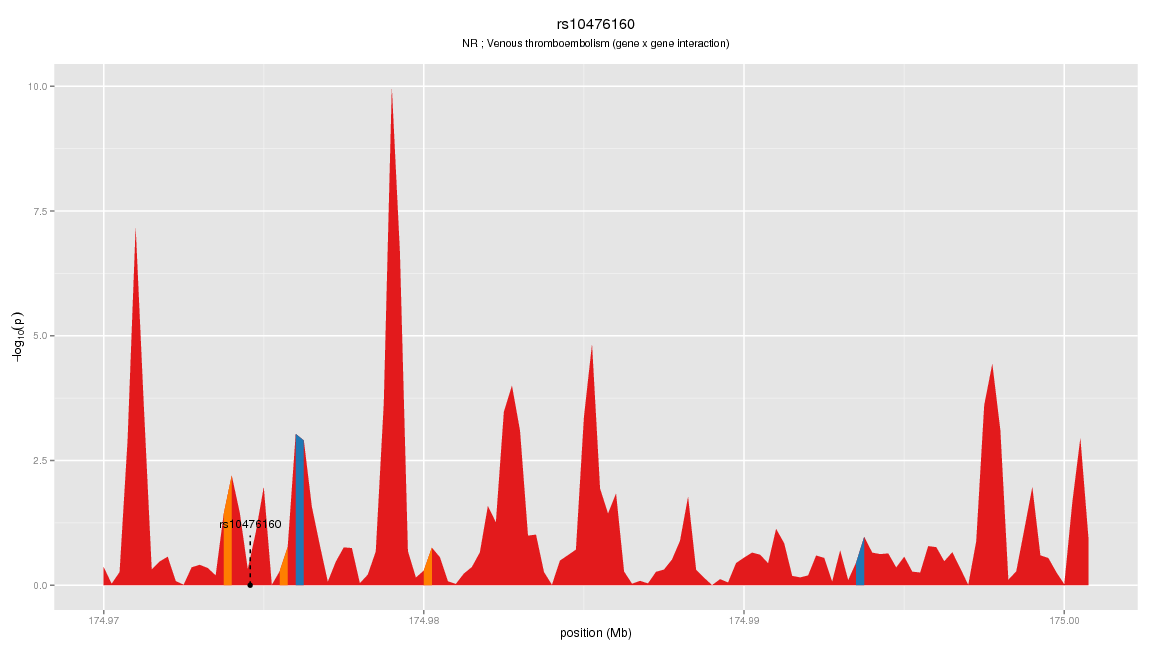 rs10476160
NR ; Venous thromboembolism (gene x gene interaction)
10.0
7.5
5.0
2.5
0.0
−log10(p)
rs10476160
174.97
174.98
174.99
175.00
position (Mb)